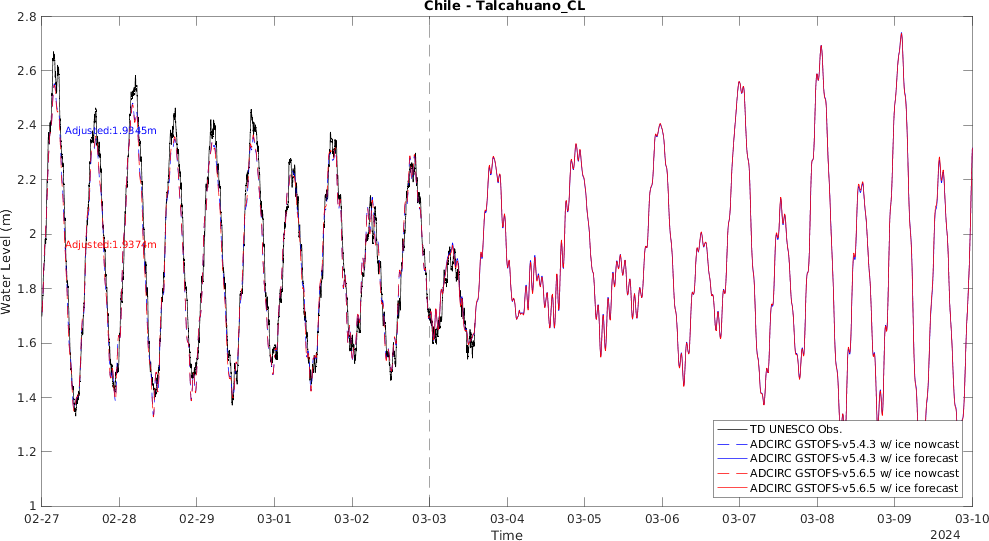 Chile - Talcahuano_CL
2.8
2.6
2.4
2.2
2
1.8
1.6
1.4
1.2
1
Water Level (m)
Adjusted:1.9345m
Adjusted:1.9374m
TD UNESCO Obs.
ADCIRC GSTOFS-v5.4.3 w/ ice nowcast
ADCIRC GSTOFS-v5.4.3 w/ ice forecast
ADCIRC GSTOFS-v5.6.5 w/ ice nowcast
ADCIRC GSTOFS-v5.6.5 w/ ice forecast
02-27 02-28 02-29 03-01 03-02 03-03 03-04 03-05 03-06 03-07 03-08 03-09 03-10
Time
2024